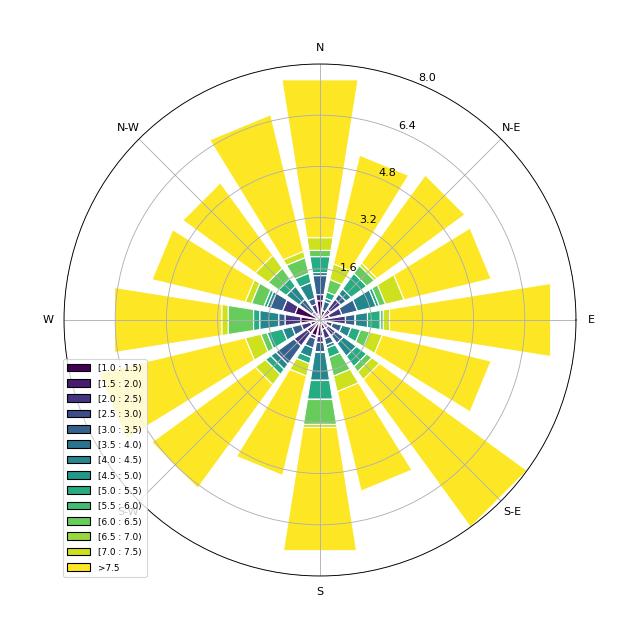 N
8.0
N-W
6.4
N-E
4.8
3.2
1.6
W
E
[1.0 : 1.5)
[1.5 : 2.0)
[2.0 : 2.5)
[2.5 : 3.0)
[3.0 : 3.5)
[3.5 : 4.0)
[4.0 : 4.5)
[4.5 : 5.0)
[5.0 : 5.5)
[5.5 : 6.0)
[6.0 : 6.5)
[6.5 : 7.0)
[7.0 : 7.5)
>7.5
S-W
S-E
S